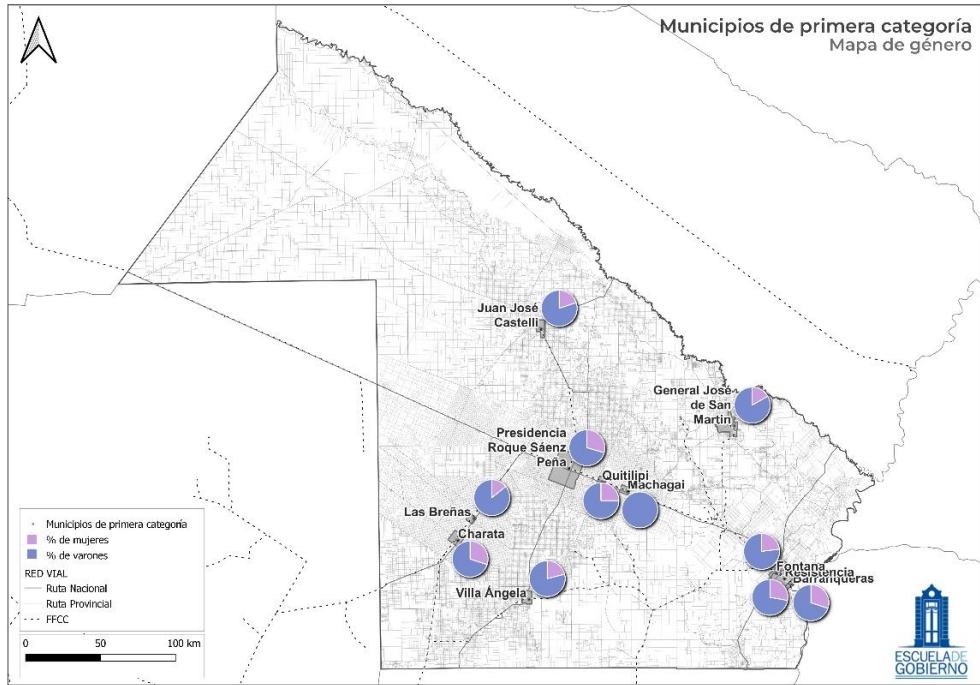 Municipios de primera categoría
Mapa de género
Juan José
Castelli
General José
de San
Martin
Presidencia
Roque Sáenz
Peña
Quitilipi
Machagai
Las Breñas
Charata
Villa Ángela
Fontana
Resistencia
Barranqueras
Municipios de primera categoría
% de mujeres
% de varones
RED VIAL
Ruta Nacional
Ruta Provincial
FFCC
0 50 100 km
ESCUELA DE
GOBIERNO